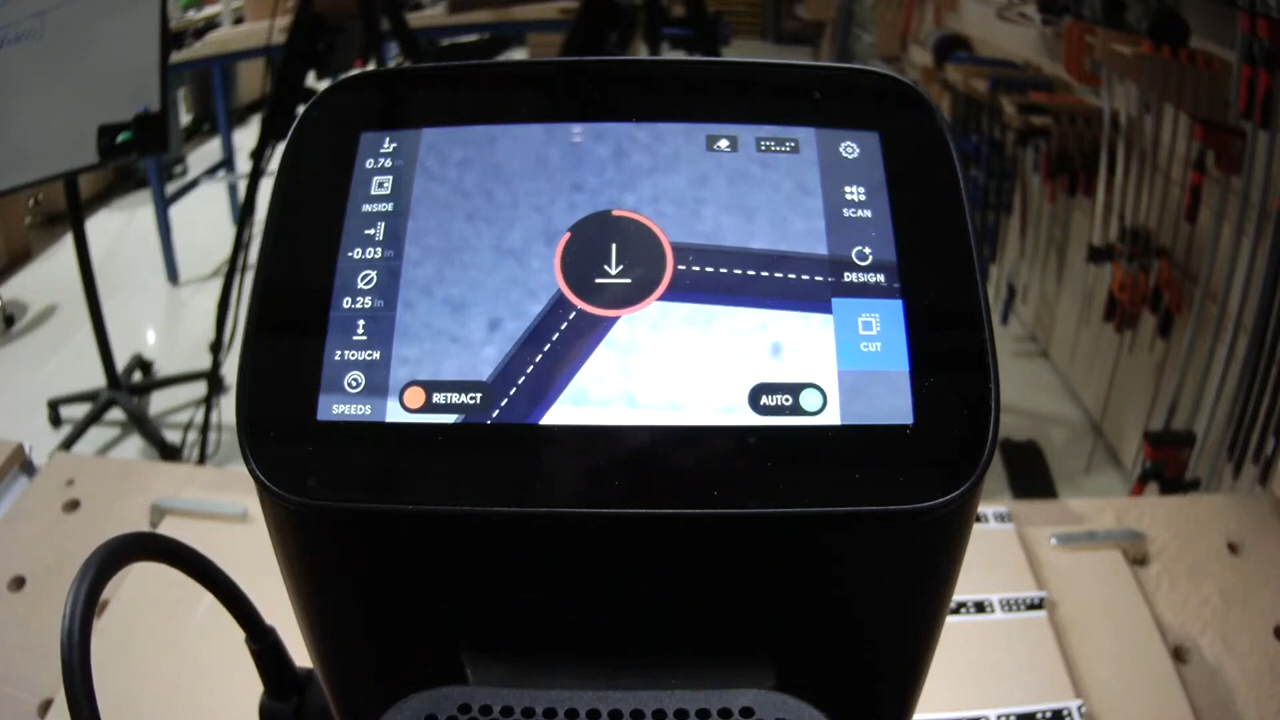 0.76 in
INSIDE
-0.03 in
0.25 in
Z TOUCH
SPEEDS
RETRACT
AUTO
SCAN
DESIGN
CUT